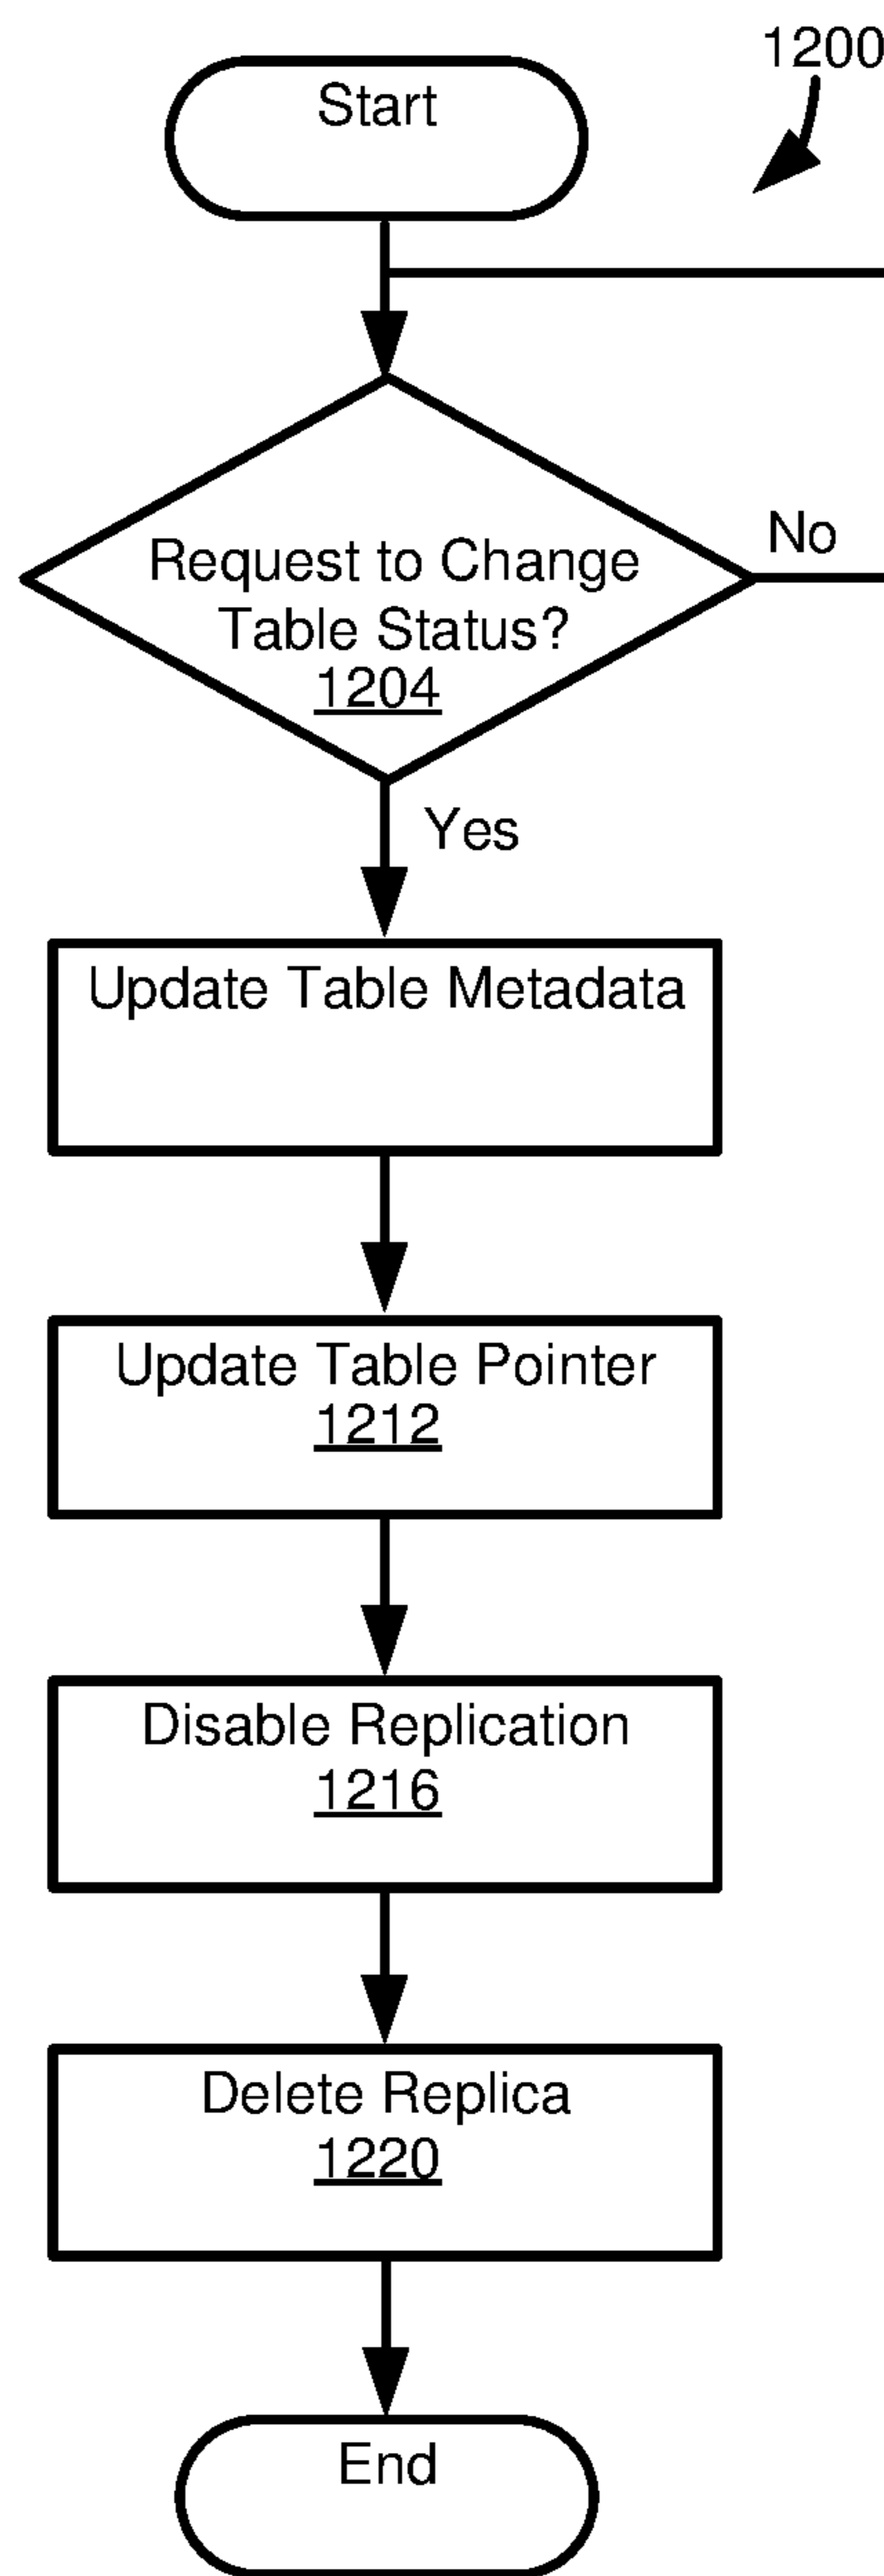 1200
Start
Request to Change
Table Status?
1204
No
Yes
Update Table Metadata
Update Table Pointer
1212
Disable Replication
1216
Delete Replica
1220
End